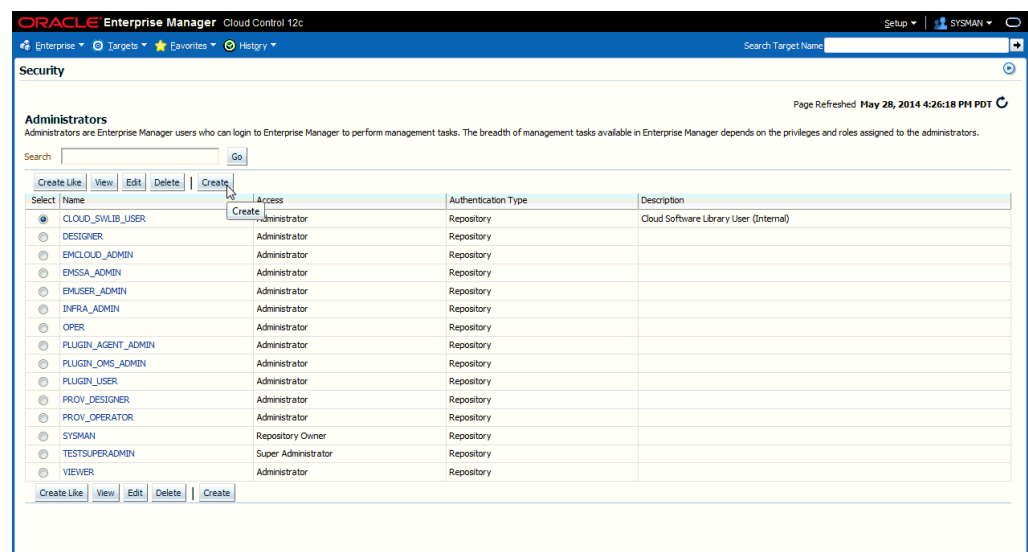 ORACLE Enterprise Manager Cloud Control 12c
Setup SYSMAN
Enterprise Targets Favorites History Search Target Name
Security
Page Refreshed May 28, 2014 4:26:18 PM PDT
Administrators
Administrators are Enterprise Manager users who can login to Enterprise Manager to perform management tasks. The breadth of management tasks available in Enterprise Manager depends on the privileges and roles assigned to the administrators.
Search Go
Create Like View Edit Delete | Create
Select Name Access Authentication Type Description
Create
CLOUD_SWLIB_USER Administrator Repository Cloud Software Library User (Internal)
DESIGNER Administrator Repository
EMCLOUD_ADMIN Administrator Repository
EMSSA_ADMIN Administrator Repository
EMUSER_ADMIN Administrator Repository
INFRA_ADMIN Administrator Repository
OPER Administrator Repository
PLUGIN_AGENT_ADMIN Administrator Repository
PLUGIN_OMS_ADMIN Administrator Repository
PLUGIN_USER Administrator Repository
PROV_DESIGNER Administrator Repository
PROV_OPERATOR Administrator Repository
SYSMAN Repository Owner Repository
TESTSUPERADMIN Super Administrator Repository
VIEWER Administrator Repository
Create Like View Edit Delete | Create